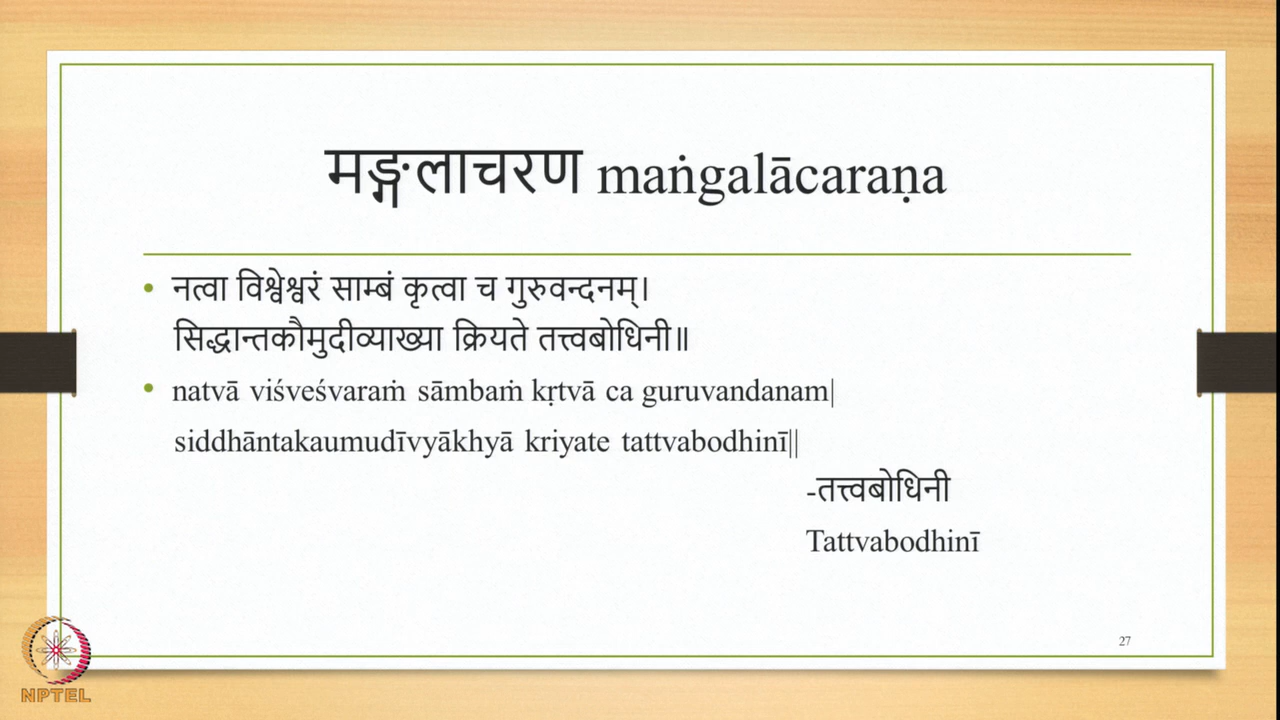 मङ्गलाचरण maṅgalācaraṇa
• नत्वा विश्वेश्वरं साम्बं कृत्वा च गुरुवन्दनम्।
सिद्धान्तकौमुदीव्याख्या क्रियते तत्त्वबोधिनी॥
• natvā viśveśvaraṁ sāmbaṁ kṛtvā ca guruvandanam|
siddhāntakaumudīvyākhyā kriyate tattvabodhinī||
-तत्त्वबोधिनी
Tattvabodhinī
27
NPTEL